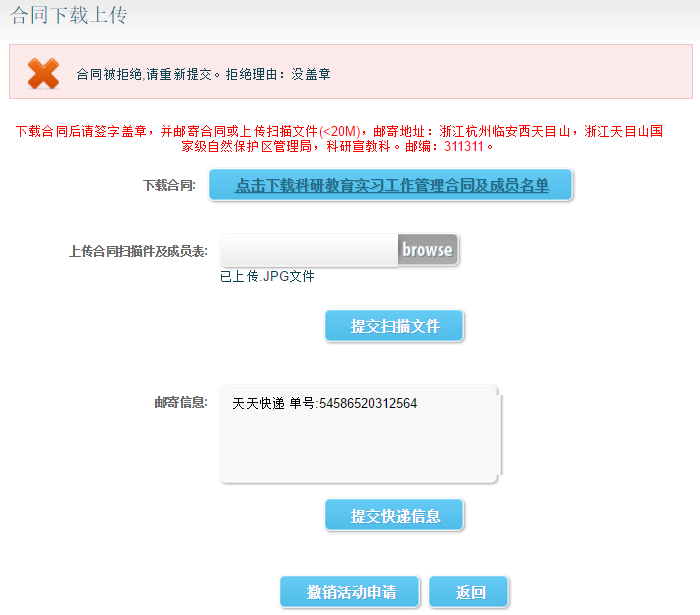 合同下载上传
合同被拒绝,请重新提交。拒绝理由：没盖章
下载合同后请签字盖章，并邮寄合同或上传扫描文件(<20M)，邮寄地址：浙江杭州临安西天目山，浙江天目山国
家级自然保护区管理局，科研宣教科。邮编：311311。
下载合同:
点击下载科研教育实习工作管理合同及成员名单
上传合同扫描件及成员表:
browse
已上传.JPG文件
提交扫描文件
邮寄信息:
天天快递 单号:54586520312564
提交快递信息
撤销活动申请
返回